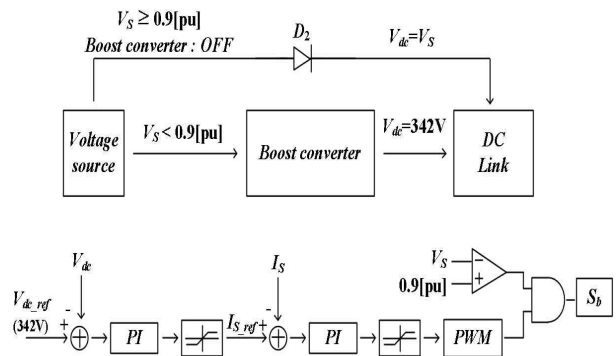 V_S ≥ 0.9[pu]
Boost converter : OFF
D_2
V_dc=V_S
Voltage source
V_S < 0.9[pu]
Boost converter
V_dc=342V
DC Link
V_dc
-
V_dc_ref
(342V)
+
PI
I_S_ref
I_S
-
+
PI
PWM
V_S
-
0.9[pu]
+
S_b